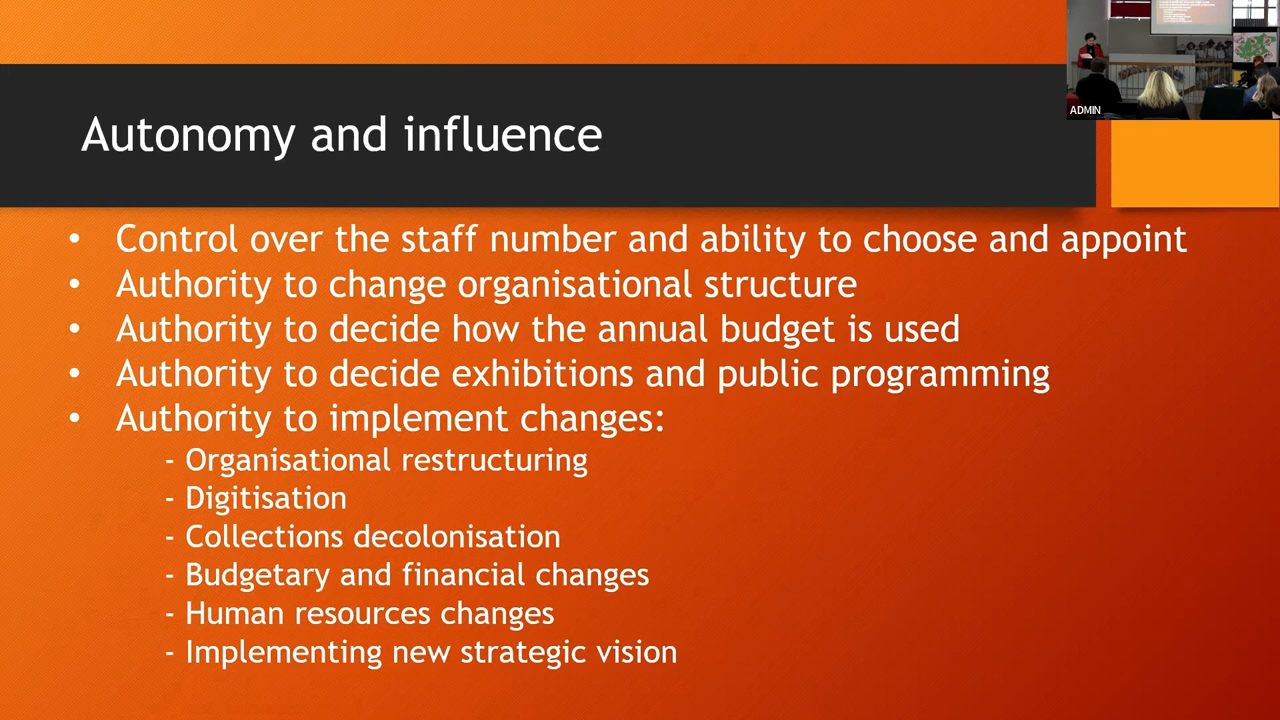 Autonomy and influence
ADMIN
• Control over the staff number and ability to choose and appoint
• Authority to change organisational structure
• Authority to decide how the annual budget is used
• Authority to decide exhibitions and public programming
• Authority to implement changes:
- Organisational restructuring
- Digitisation
- Collections decolonisation
- Budgetary and financial changes
- Human resources changes
- Implementing new strategic vision